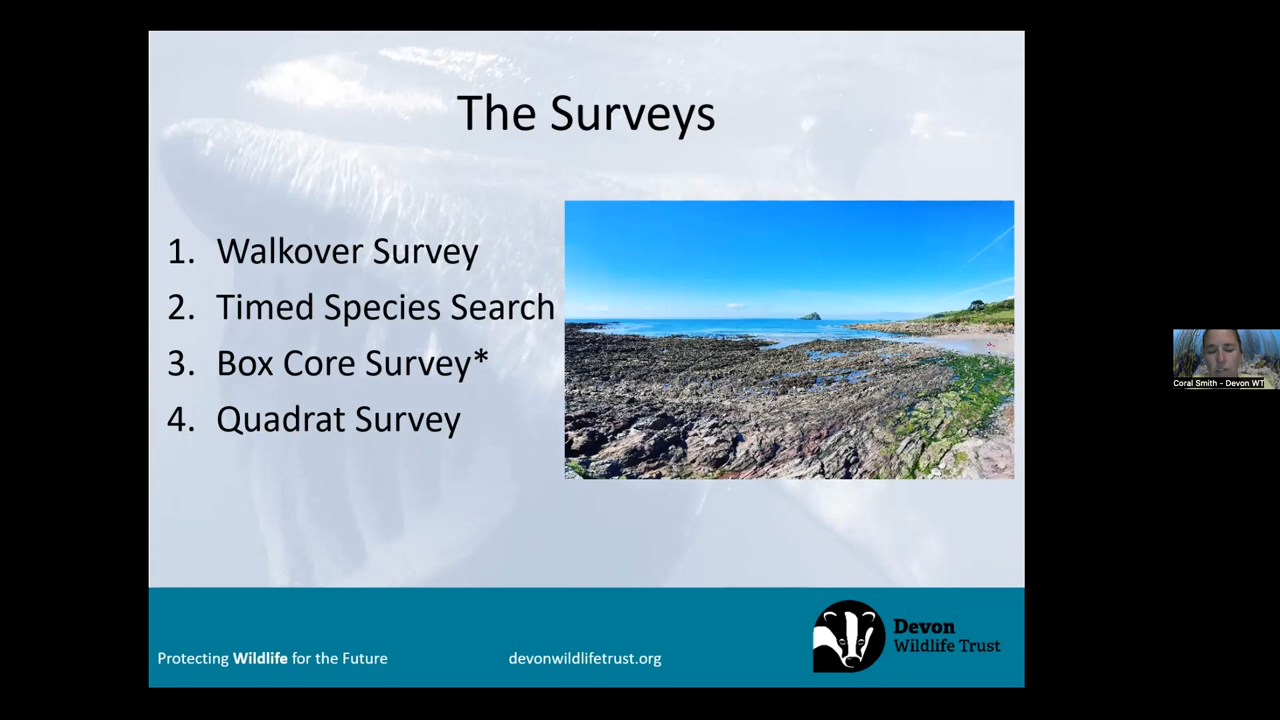 The Surveys
1. Walkover Survey
2. Timed Species Search
3. Box Core Survey*
4. Quadrat Survey
Coral Smith - Devon WT
Protecting Wildlife for the Future
devonwildlifetrust.org
Devon
Wildlife Trust